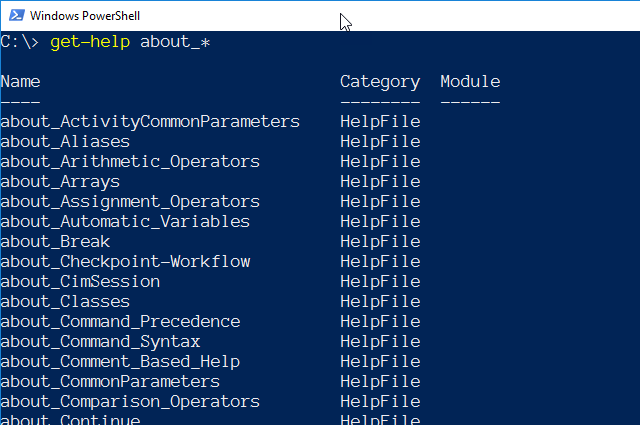 Windows PowerShell
C:\> get-help about_*
Name Category Module
---- -------- ------
about_ActivityCommonParameters HelpFile
about_Aliases HelpFile
about_Arithmetic_Operators HelpFile
about_Arrays HelpFile
about_Assignment_Operators HelpFile
about_Automatic_Variables HelpFile
about_Break HelpFile
about_Checkpoint-Workflow HelpFile
about_CimSession HelpFile
about_Classes HelpFile
about_Command_Precedence HelpFile
about_Command_Syntax HelpFile
about_Comment_Based_Help HelpFile
about_CommonParameters HelpFile
about_Comparison_Operators HelpFile
about_Continue HelpFile